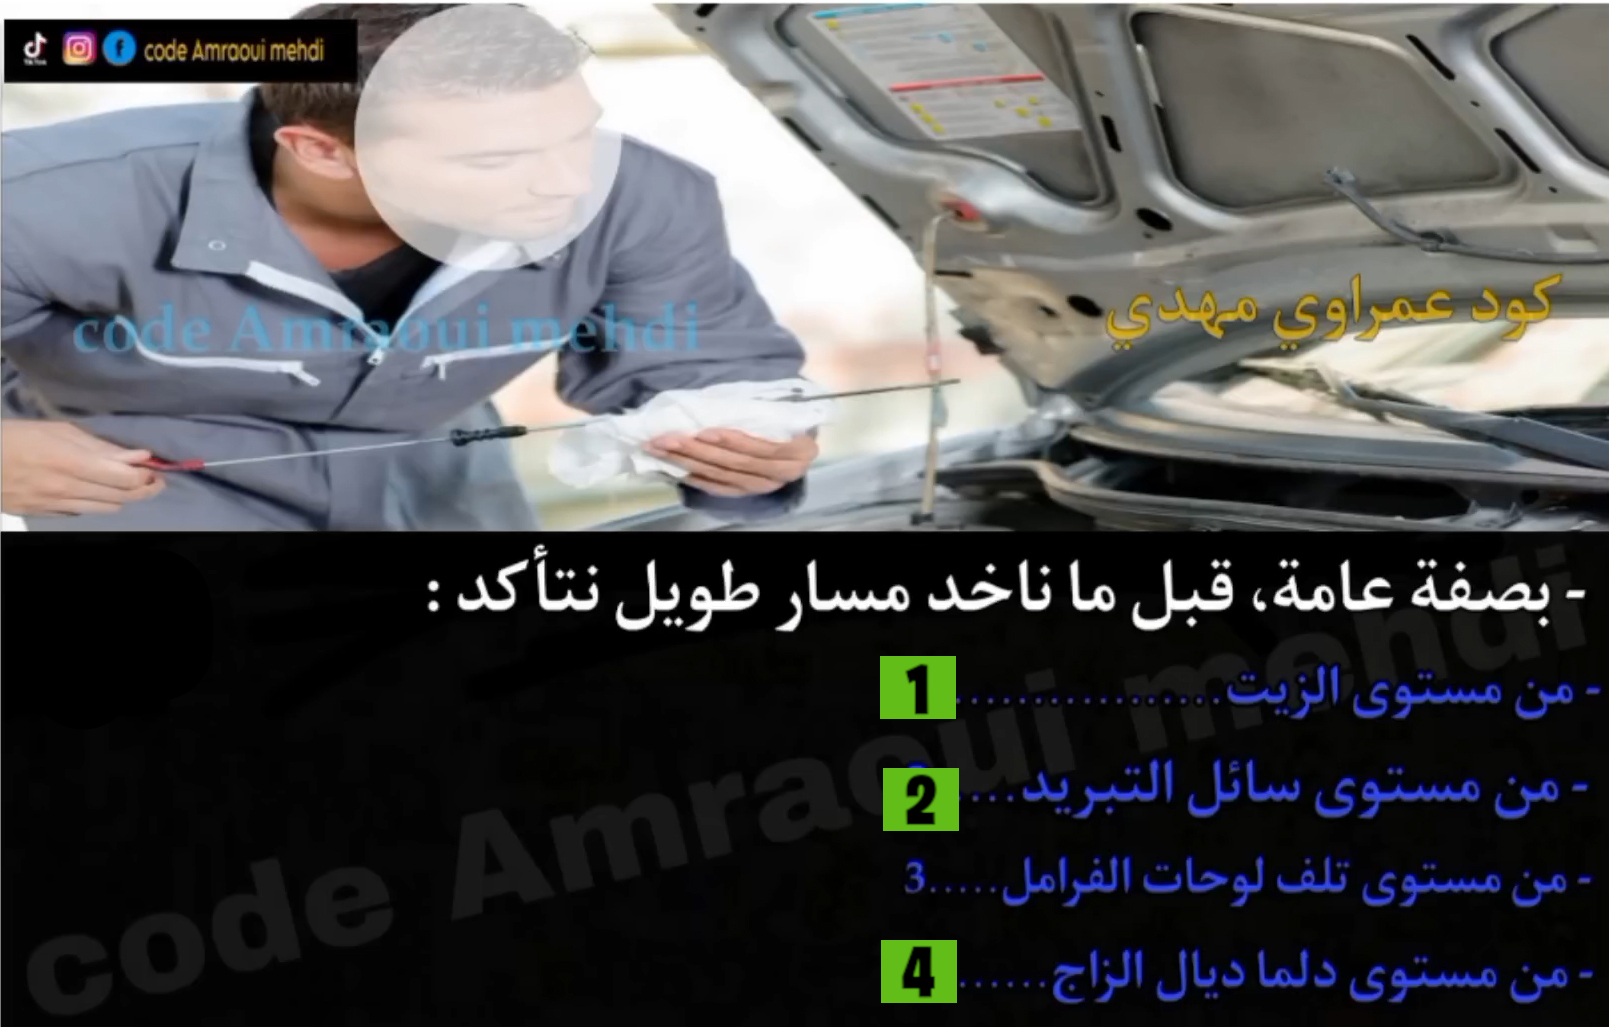 code Amraoui mehdi
كود عمراوي مهدي
code Amraoui mehdi
- بصفة عامة، قبل ما ناخد مسار طويل نتأكد :
- من مستوى الزيت..................1
- من مستوى سائل التبريد....2
- من مستوى تلف لوحات الفرامل.....3
- من مستوى دلما ديال الزاج......4
code Amraoui mehdi